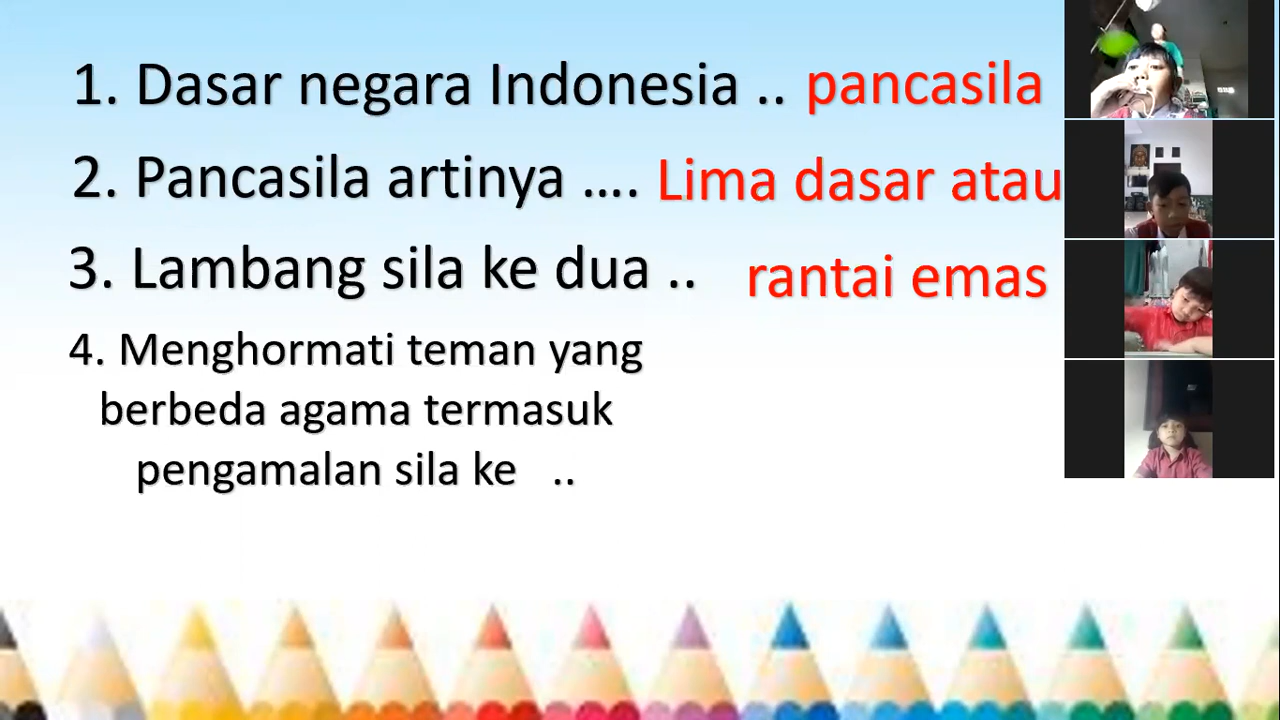 1. Dasar negara Indonesia .. pancasila
2. Pancasila artinya .... Lima dasar atau
3. Lambang sila ke dua .. rantai emas
4. Menghormati teman yang
berbeda agama termasuk
pengamalan sila ke ..